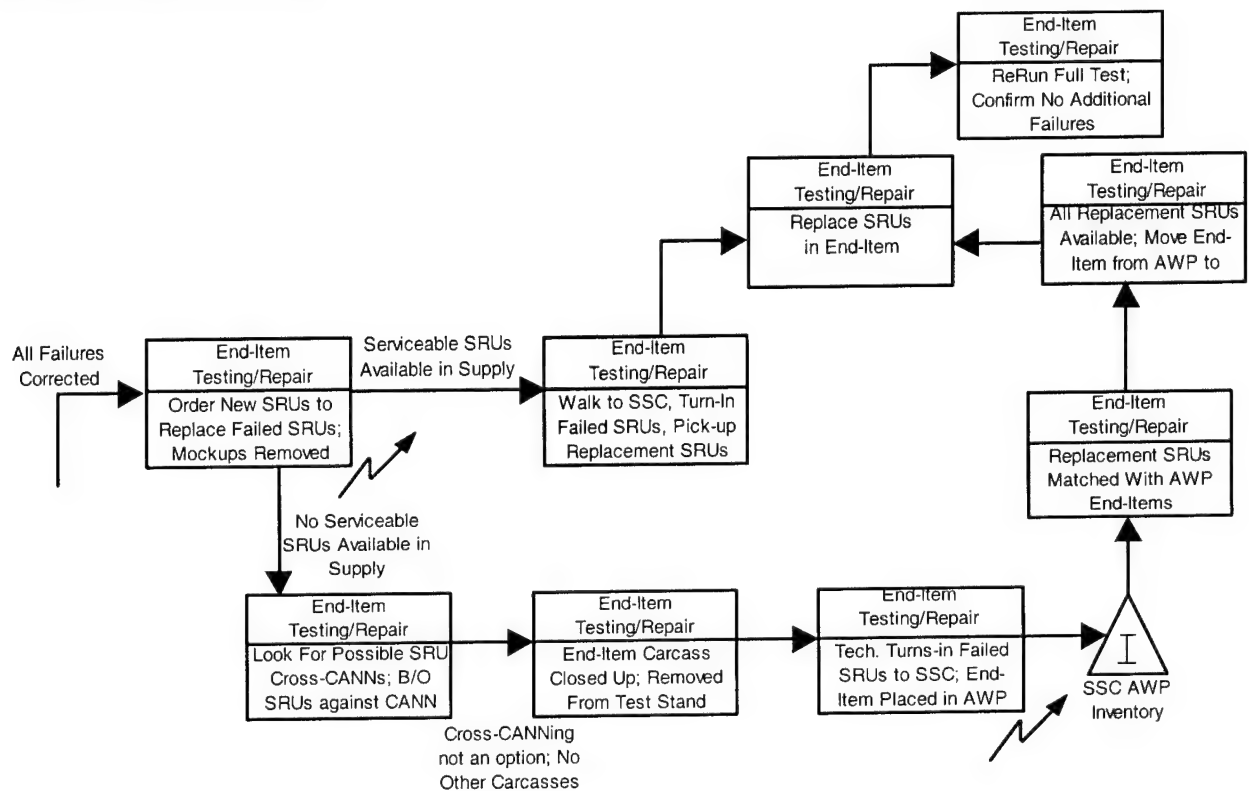 End-Item
Testing/Repair
ReRun Full Test;
Confirm No Additional
Failures
End-Item
Testing/Repair
Replace SRUs
in End-Item
End-Item
Testing/Repair
All Replacement SRUs
Available; Move End-
Item from AWP to
All Failures
Corrected
End-Item
Testing/Repair
Order New SRUs to
Replace Failed SRUs;
Mockups Removed
Serviceable SRUs
Available in Supply
End-Item
Testing/Repair
Walk to SSC, Turn-In
Failed SRUs, Pick-up
Replacement SRUs
End-Item
Testing/Repair
Replacement SRUs
Matched With AWP
End-Items
No Serviceable
SRUs Available in
Supply
End-Item
Testing/Repair
Look For Possible SRU
Cross-CANNs; B/O
SRUs against CANN
Cross-CANNing
not an option; No
Other Carcasses
End-Item
Testing/Repair
End-Item Carcass
Closed Up; Removed
From Test Stand
End-Item
Testing/Repair
Tech. Turns-in Failed
SRUs to SSC; End-
Item Placed in AWP
I
SSC AWP
Inventory